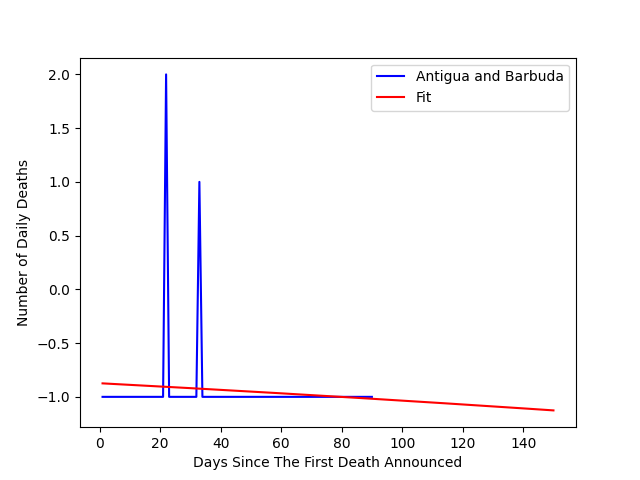 Antigua and Barbuda
Fit
2.0
1.5
1.0
0.5
0.0
−0.5
−1.0
Number of Daily Deaths
0 20 40 60 80 100 120 140
Days Since The First Death Announced